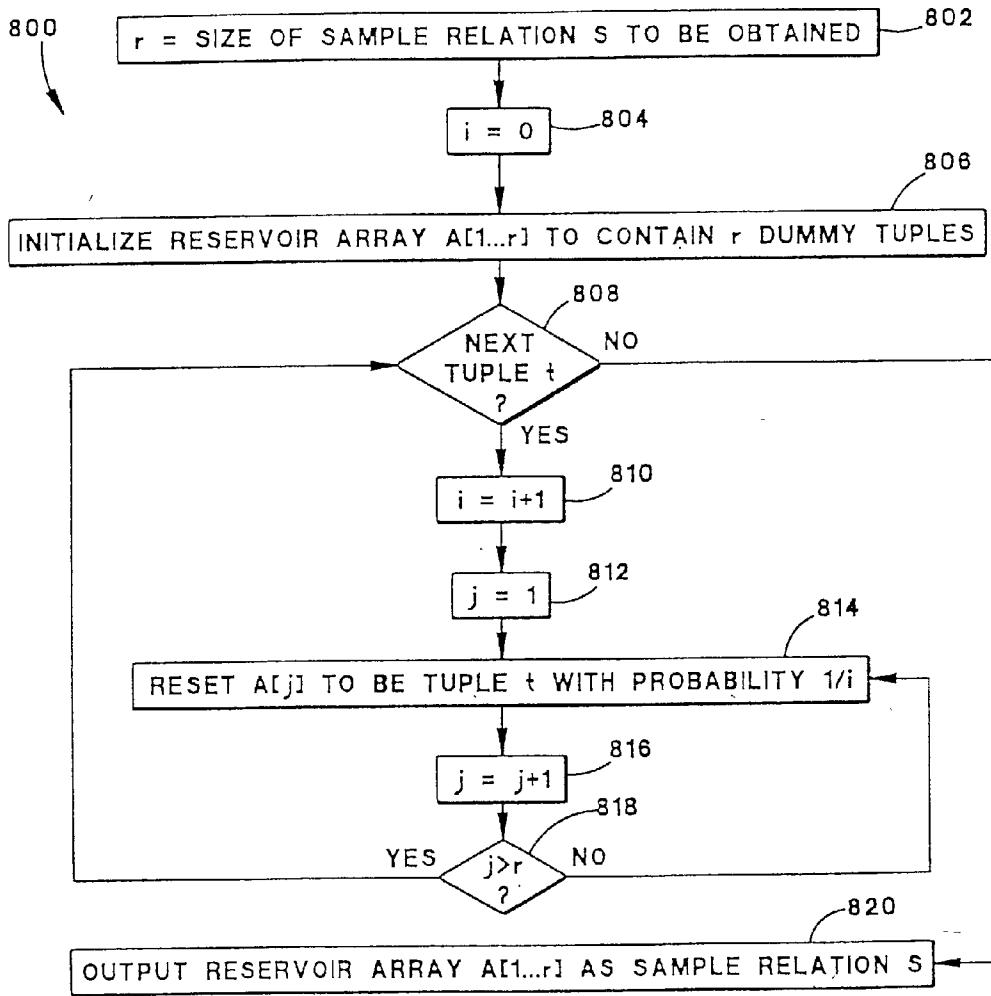 800
r = SIZE OF SAMPLE RELATION S TO BE OBTAINED
802
i = 0
804
806
INITIALIZE RESERVOIR ARRAY A[1...r] TO CONTAIN r DUMMY TUPLES
808
NEXT
TUPLE t
?
NO
YES
i = i+1
810
j = 1
812
814
RESET A[j] TO BE TUPLE t WITH PROBABILITY 1/i
j = j+1
816
818
YES
j>r
?
NO
820
OUTPUT RESERVOIR ARRAY A[1...r] AS SAMPLE RELATION S